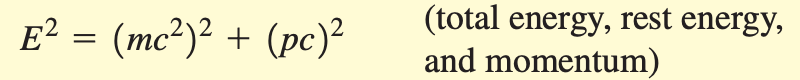 E² = (mc²)² + (pc)² (total energy, rest energy,
and momentum)